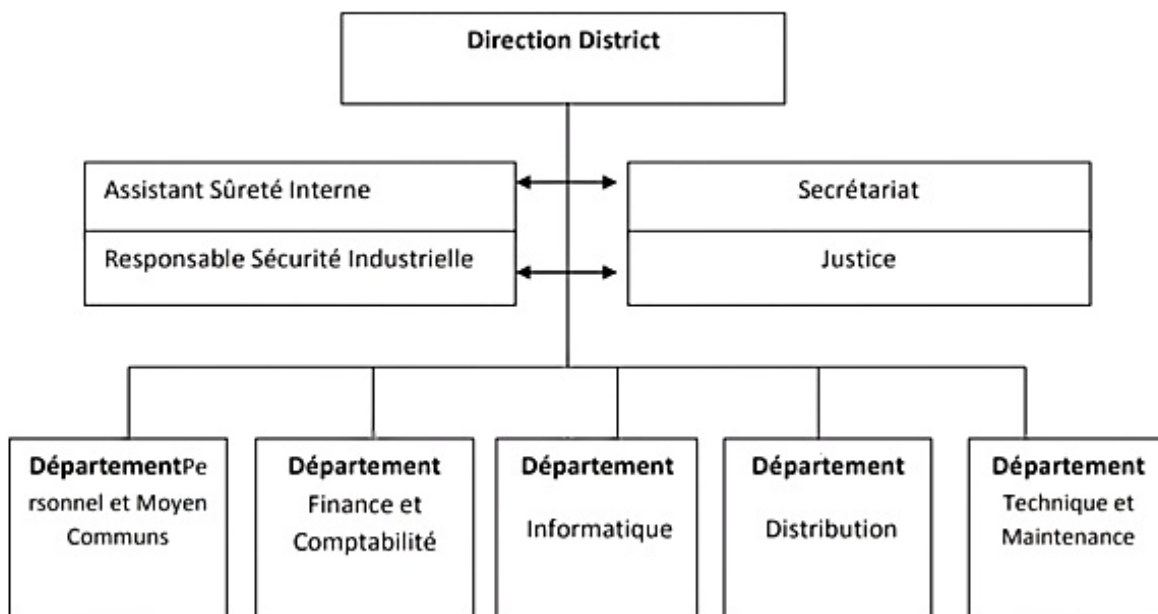 Direction District
Assistant Sûreté Interne
Secrétariat
Responsable Sécurité Industrielle
Justice
DépartementPe
rsonnel et Moyen
Communs
Département
Finance et
Comptabilité
Département
Informatique
Département
Distribution
Département
Technique et
Maintenance